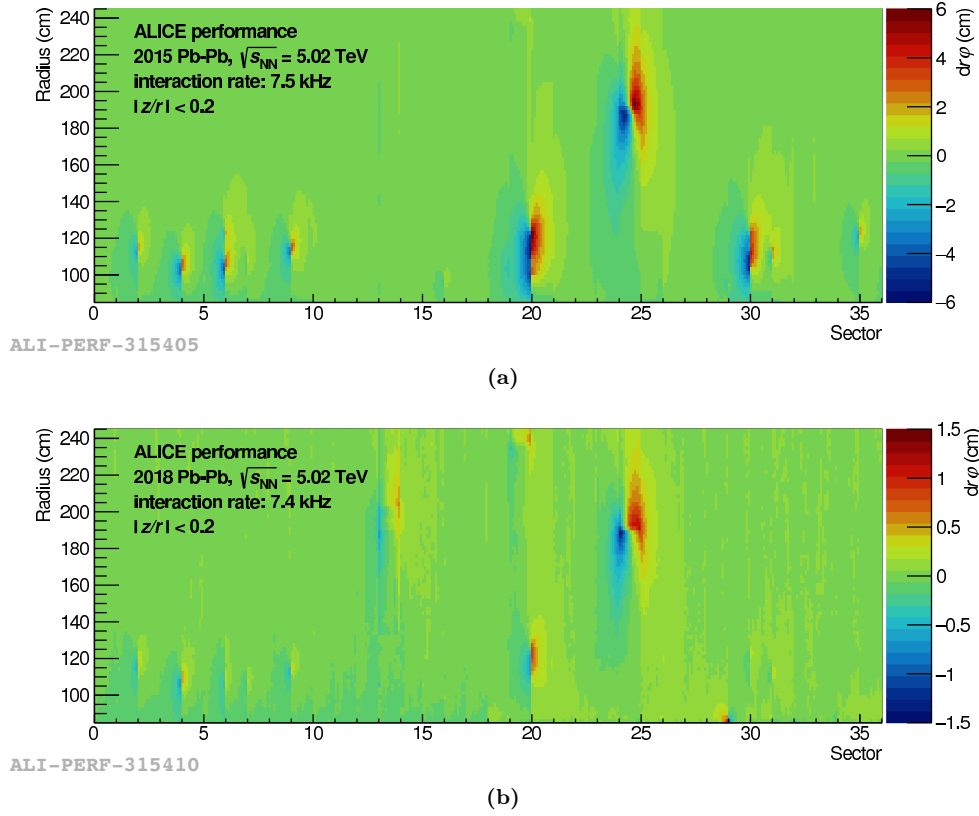 ALICE performance
2015 Pb-Pb, √sNN = 5.02 TeV
interaction rate: 7.5 kHz
| z/r | < 0.2
Radius (cm)
240
220
200
180
160
140
120
100
0 5 10 15 20 25 30 35
Sector
6
4
2
0
−2
−4
−6
drφ (cm)
ALI-PERF-315405
(a)
ALICE performance
2018 Pb-Pb, √sNN = 5.02 TeV
interaction rate: 7.4 kHz
| z/r | < 0.2
Radius (cm)
240
220
200
180
160
140
120
100
0 5 10 15 20 25 30 35
Sector
1.5
1
0.5
0
−0.5
−1
−1.5
drφ (cm)
ALI-PERF-315410
(b)